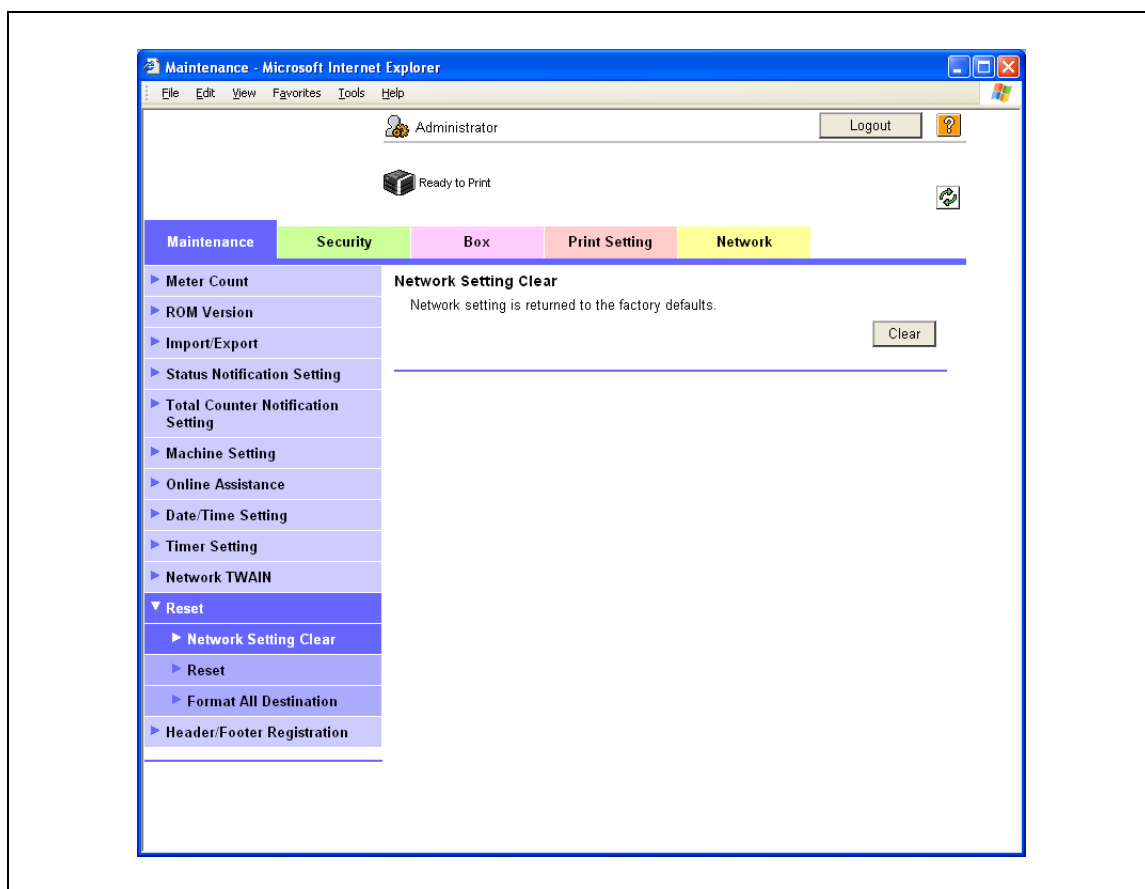 Maintenance - Microsoft Internet Explorer
File Edit View Favorites Tools Help
Administrator
Logout
?
Ready to Print
Maintenance Security Box Print Setting Network
Meter Count
ROM Version
Import/Export
Status Notification Setting
Total Counter Notification
Setting
Machine Setting
Online Assistance
Date/Time Setting
Timer Setting
Network TWAIN
Reset
Network Setting Clear
Reset
Format All Destination
Header/Footer Registration
Network Setting Clear
Network setting is returned to the factory defaults.
Clear